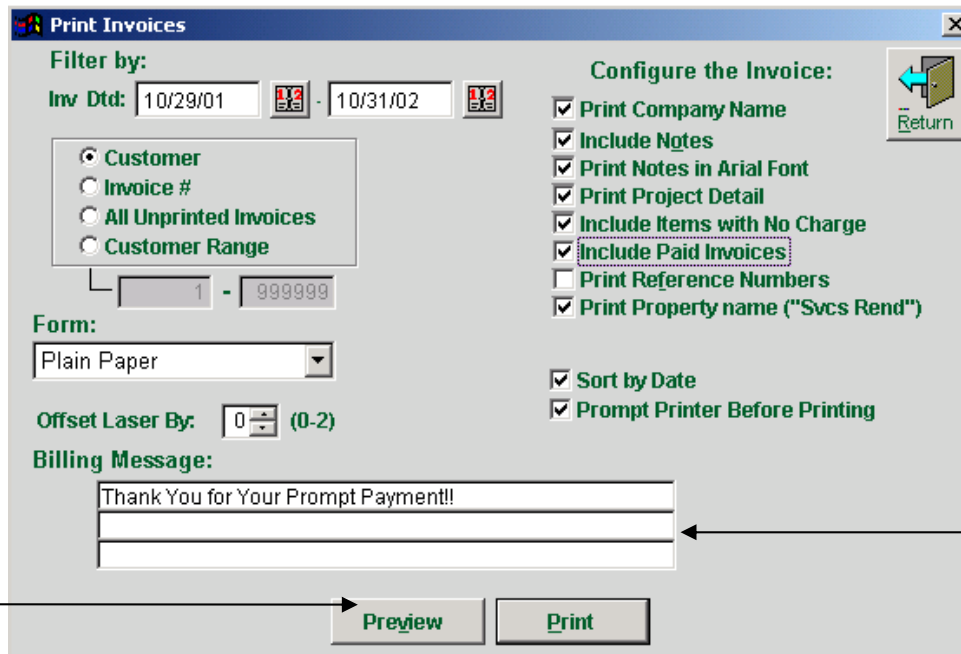 Print Invoices
Filter by:
Inv Dtd: 10/29/01 - 10/31/02
Customer
Invoice #
All Unprinted Invoices
Customer Range
1 - 999999
Form:
Plain Paper
Offset Laser By: 0 (0-2)
Billing Message:
Thank You for Your Prompt Payment!!
Configure the Invoice:
Print Company Name
Include Notes
Print Notes in Arial Font
Print Project Detail
Include Items with No Charge
Include Paid Invoices
Print Reference Numbers
Print Property name ("Svcs Rend")
Sort by Date
Prompt Printer Before Printing
Return
Preview
Print